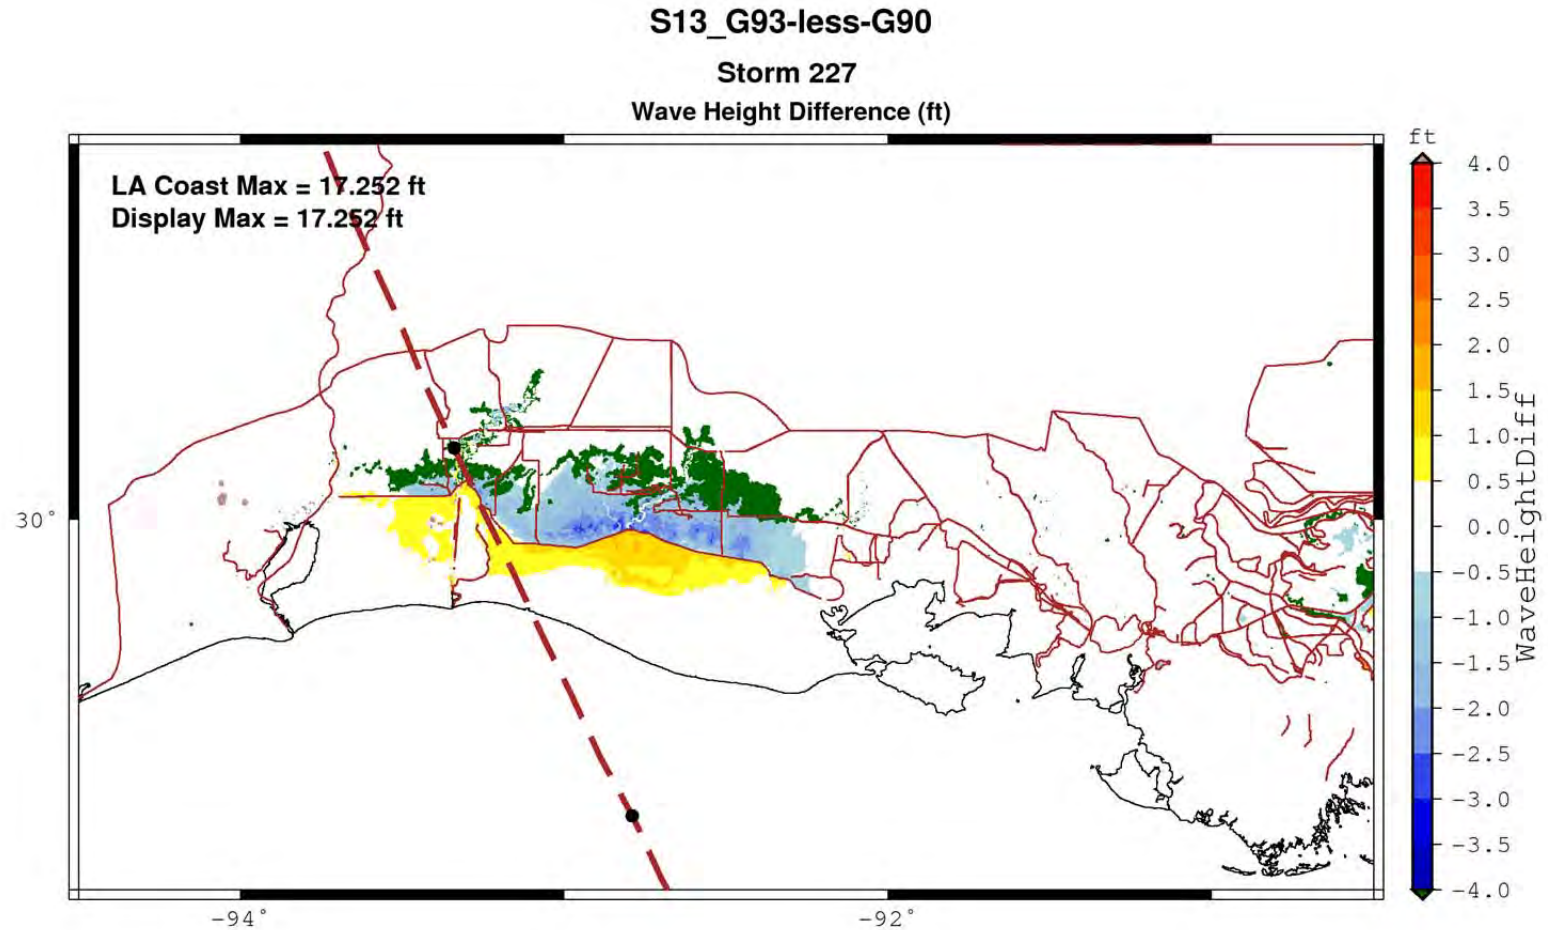 S13_G93-less-G90
Storm 227
Wave Height Difference (ft)
LA Coast Max = 17.252 ft
Display Max = 17.252 ft
30°
-94°
-92°
ft
4.0
3.5
3.0
2.5
2.0
1.5
1.0
0.5
0.0
-0.5
-1.0
-1.5
-2.0
-2.5
-3.0
-3.5
-4.0
WaveHeightDiff